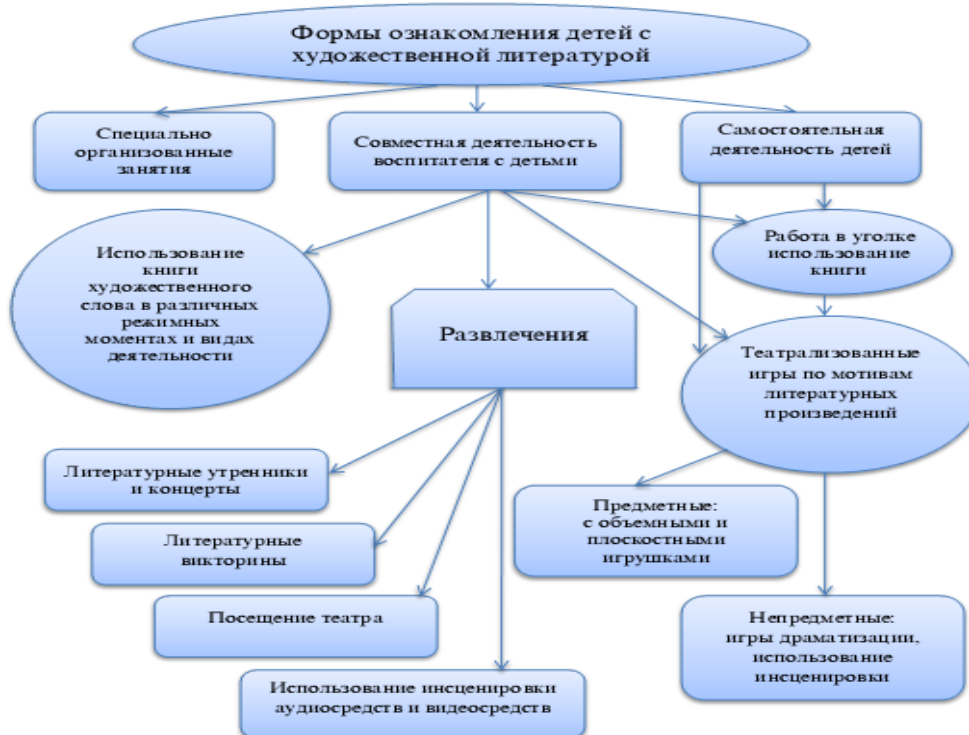 Формы ознакомления детей с
художественной литературой
Специально
организованные
занятия
Совместная деятельность
воспитателя с детьми
Самостоятельная
деятельность детей
Использование
книги
художественного
слова в различных
режимных
моментах и видах
деятельности
Работа в уголке
использование
книги
Развлечения
Театрализованные
игры по мотивам
литературных
произведений
Литературные утренники
и концерты
Предметные:
с объемными и
плоскостными
игрушками
Литературные
викторины
Посещение театра
Непредметные:
игры драматизации,
использование
инсценировки
Использование инсценировки
аудиосредств и видеосредств